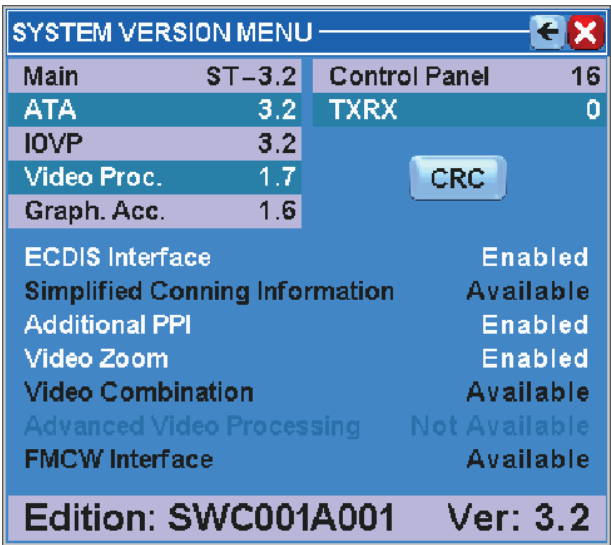 SYSTEM VERSION MENU
Main ST-3.2 Control Panel 16
ATA 3.2 TXRX 0
IOVP 3.2
Video Proc. 1.7 CRC
Graph. Acc. 1.6
ECDIS Interface Enabled
Simplified Conning Information Available
Additional PPI Enabled
Video Zoom Enabled
Video Combination Available
Advanced Video Processing Not Available
FMCW Interface Available
Edition: SWC001A001 Ver: 3.2